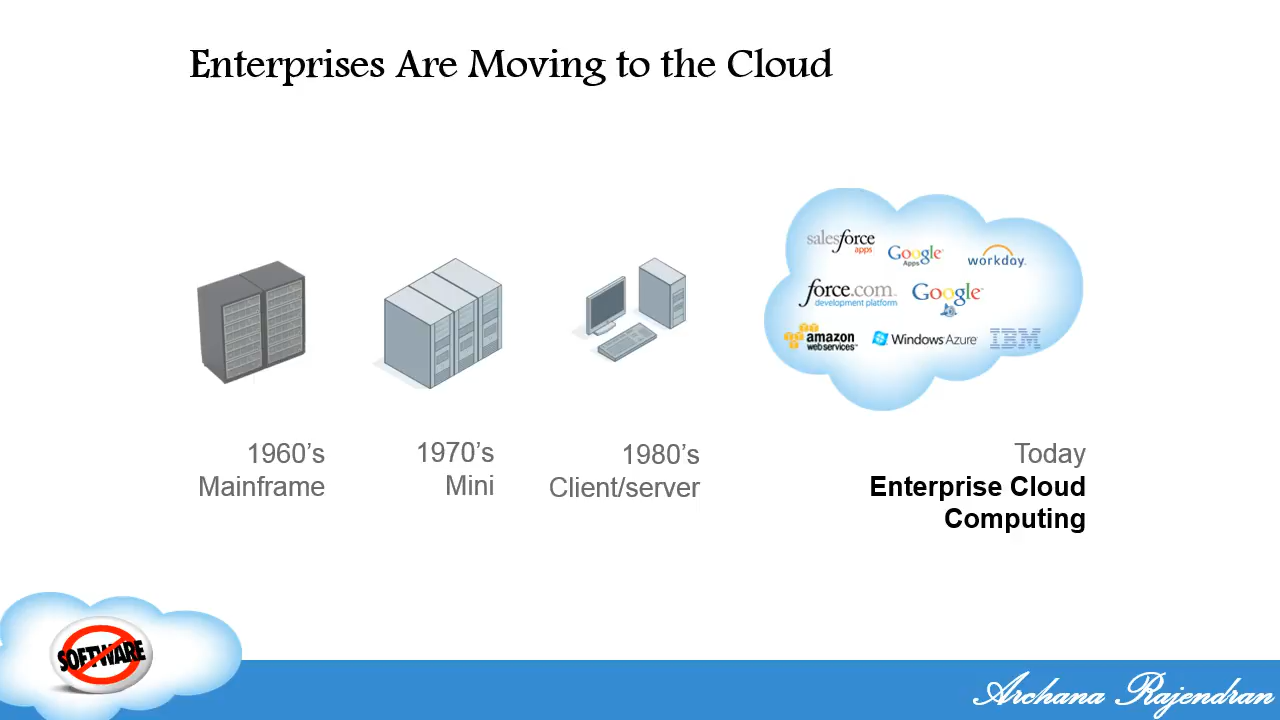 Enterprises Are Moving to the Cloud
salesforce
apps
Google
Apps
workday
force.com
development platform
Google
amazon
web services
Windows Azure
IBM
1960’s
Mainframe
1970’s
Mini
1980’s
Client/server
Today
Enterprise Cloud
Computing
SOFTWARE
Archana Rajendran